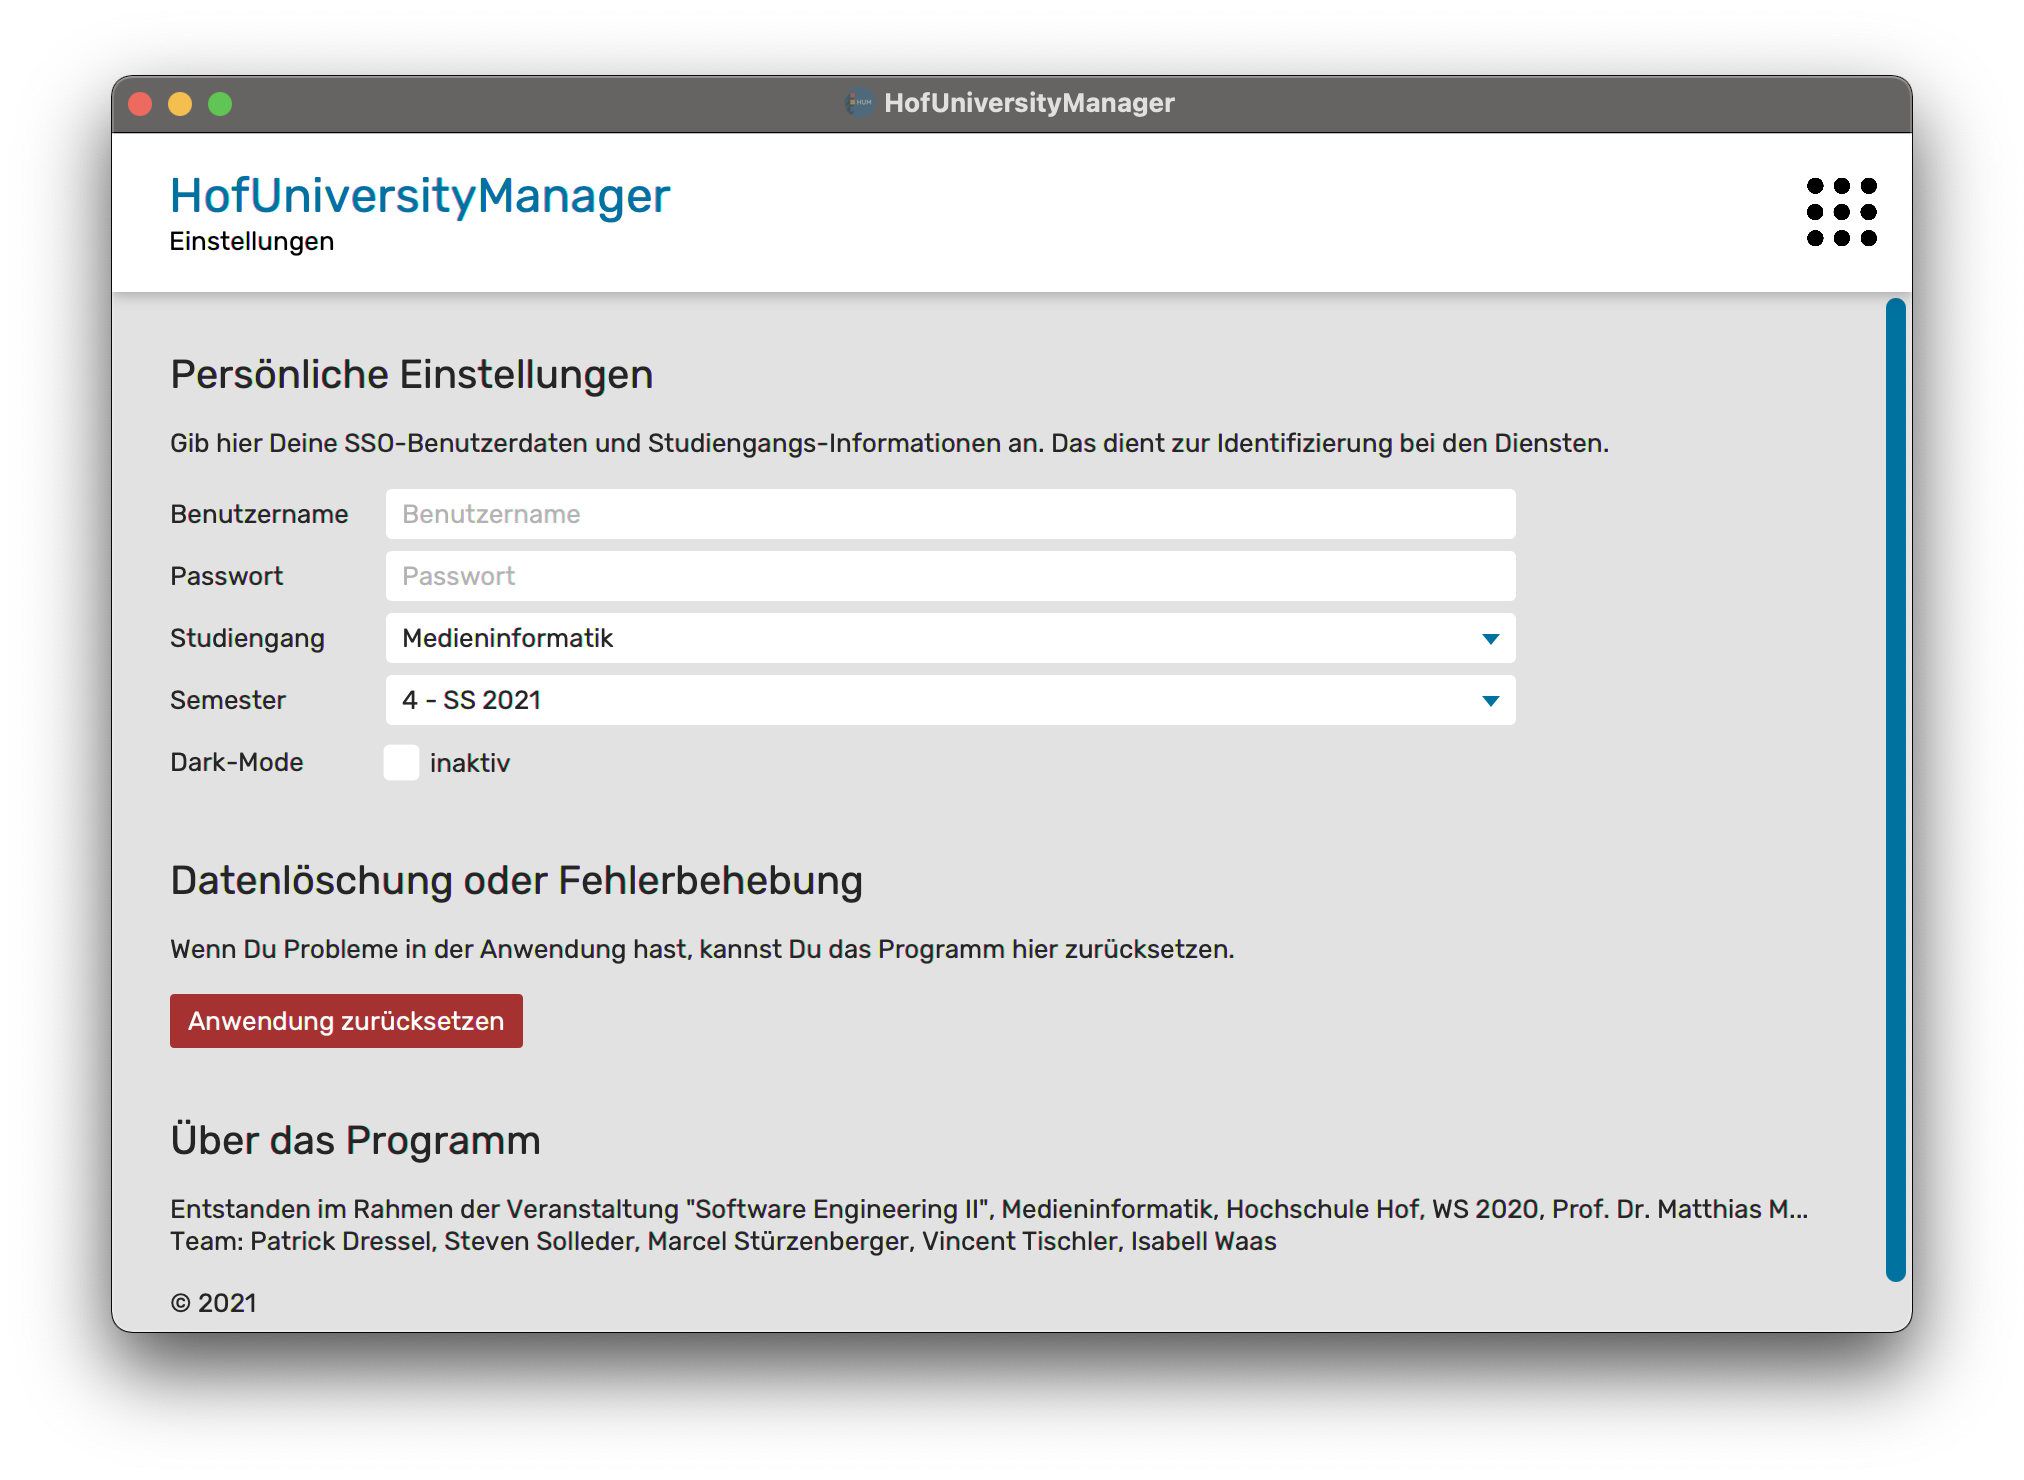 HUM HofUniversityManager
HofUniversityManager
Einstellungen
Persönliche Einstellungen
Gib hier Deine SSO-Benutzerdaten und Studiengangs-Informationen an. Das dient zur Identifizierung bei den Diensten.
Benutzername Benutzername
Passwort Passwort
Studiengang Medieninformatik
Semester 4 - SS 2021
Dark-Mode inaktiv
Datenlöschung oder Fehlerbehebung
Wenn Du Probleme in der Anwendung hast, kannst Du das Programm hier zurücksetzen.
Anwendung zurücksetzen
Über das Programm
Entstanden im Rahmen der Veranstaltung "Software Engineering II", Medieninformatik, Hochschule Hof, WS 2020, Prof. Dr. Matthias M...
Team: Patrick Dressel, Steven Solleder, Marcel Stürzenberger, Vincent Tischler, Isabell Waas
© 2021